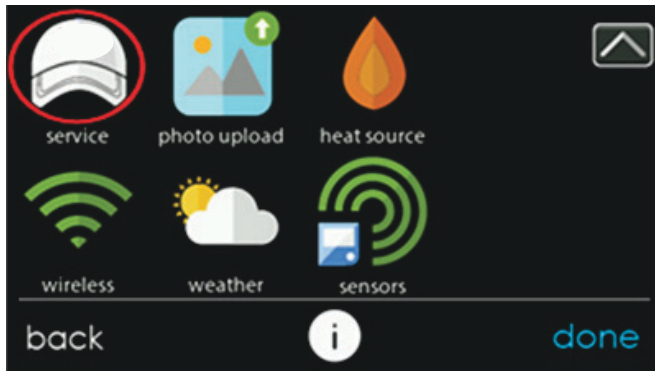 service photo upload heat source
wireless weather sensors
back i done